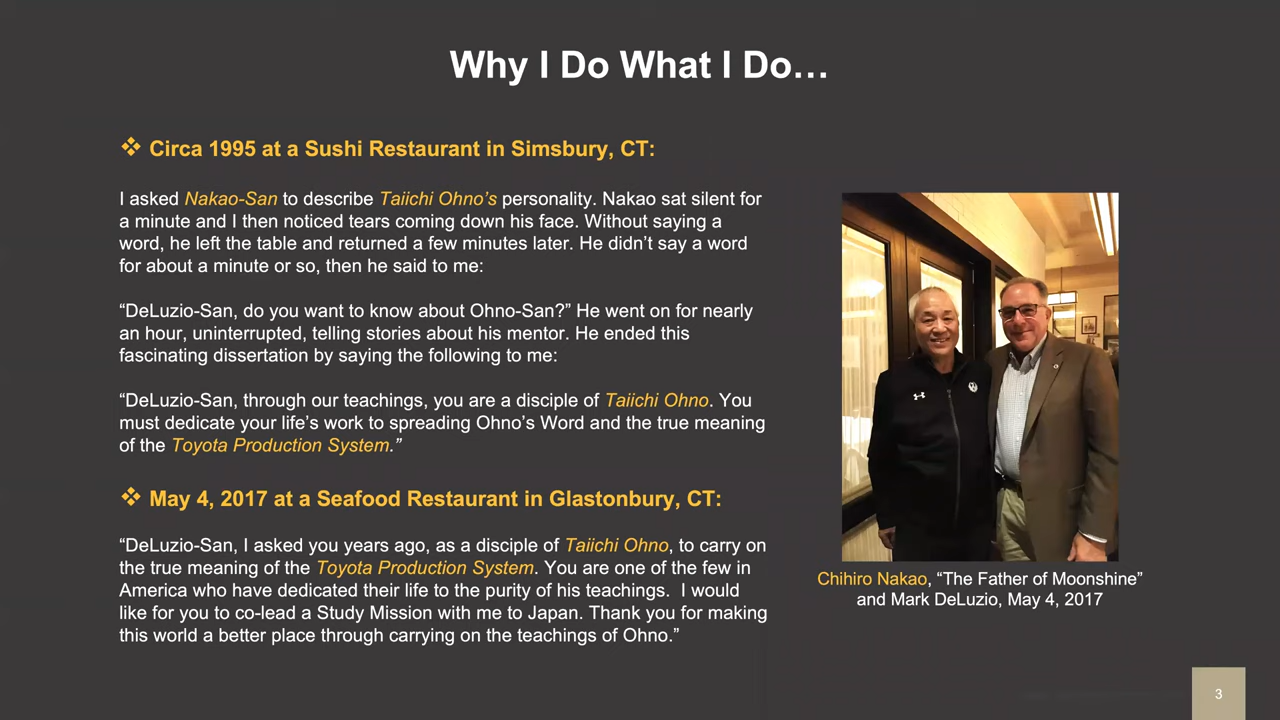 Why I Do What I Do…
❖ Circa 1995 at a Sushi Restaurant in Simsbury, CT:
I asked Nakao-San to describe Taiichi Ohno’s personality. Nakao sat silent for
a minute and I then noticed tears coming down his face. Without saying a
word, he left the table and returned a few minutes later. He didn’t say a word
for about a minute or so, then he said to me:
“DeLuzio-San, do you want to know about Ohno-San?” He went on for nearly
an hour, uninterrupted, telling stories about his mentor. He ended this
fascinating dissertation by saying the following to me:
“DeLuzio-San, through our teachings, you are a disciple of Taiichi Ohno. You
must dedicate your life’s work to spreading Ohno’s Word and the true meaning
of the Toyota Production System.”
❖ May 4, 2017 at a Seafood Restaurant in Glastonbury, CT:
“DeLuzio-San, I asked you years ago, as a disciple of Taiichi Ohno, to carry on
the true meaning of the Toyota Production System. You are one of the few in
America who have dedicated their life to the purity of his teachings.  I would
like for you to co-lead a Study Mission with me to Japan. Thank you for making
this world a better place through carrying on the teachings of Ohno.”
Chihiro Nakao, “The Father of Moonshine”
and Mark DeLuzio, May 4, 2017
3